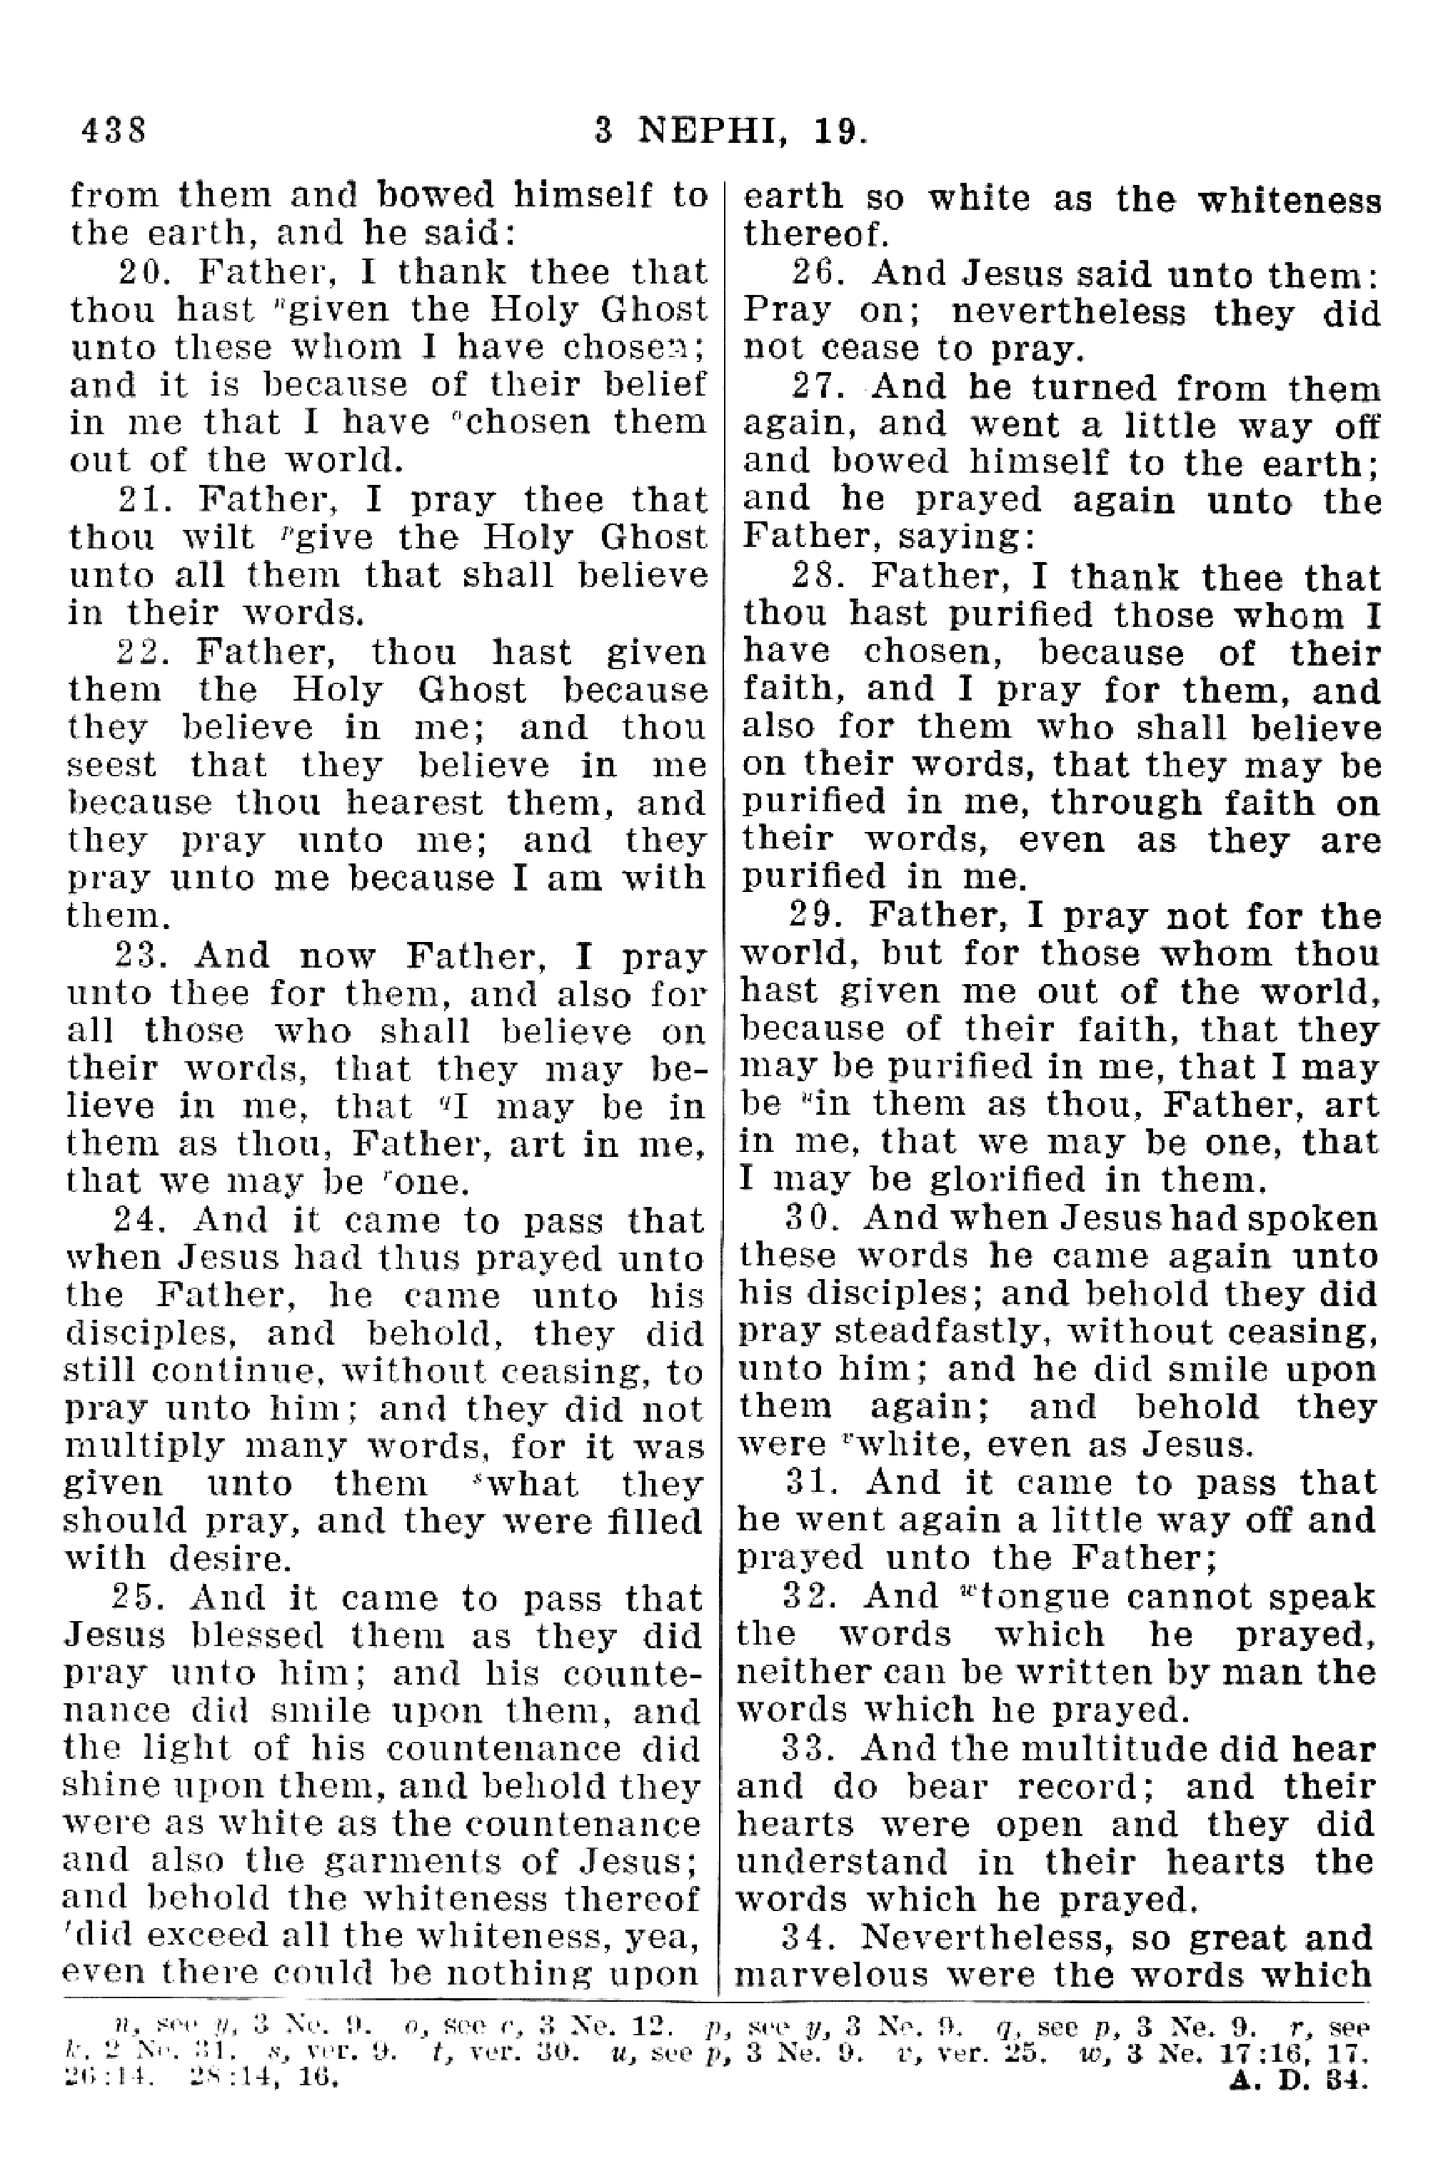 438
3 NEPHI, 19.
from them and bowed himself to
the earth, and he said:
20. Father, I thank thee that
thou hast ⁿgiven the Holy Ghost
unto these whom I have chosen;
and it is because of their belief
in me that I have ᵒchosen them
out of the world.
21. Father, I pray thee that
thou wilt ᵖgive the Holy Ghost
unto all them that shall believe
in their words.
22. Father, thou hast given
them the Holy Ghost because
they believe in me; and thou
seest that they believe in me
because thou hearest them, and
they pray unto me; and they
pray unto me because I am with
them.
23. And now Father, I pray
unto thee for them, and also for
all those who shall believe on
their words, that they may be-
lieve in me, that qI may be in
them as thou, Father, art in me,
that we may be ʳone.
24. And it came to pass that
when Jesus had thus prayed unto
the Father, he came unto his
disciples, and behold, they did
still continue, without ceasing, to
pray unto him; and they did not
multiply many words, for it was
given unto them ˢwhat they
should pray, and they were filled
with desire.
25. And it came to pass that
Jesus blessed them as they did
pray unto him; and his counte-
nance did smile upon them, and
the light of his countenance did
shine upon them, and behold they
were as white as the countenance
and also the garments of Jesus;
and behold the whiteness thereof
ᵗdid exceed all the whiteness, yea,
even there could be nothing upon
earth so white as the whiteness
thereof.
26. And Jesus said unto them:
Pray on; nevertheless they did
not cease to pray.
27. And he turned from them
again, and went a little way off
and bowed himself to the earth;
and he prayed again unto the
Father, saying:
28. Father, I thank thee that
thou hast purified those whom I
have chosen, because of their
faith, and I pray for them, and
also for them who shall believe
on their words, that they may be
purified in me, through faith on
their words, even as they are
purified in me.
29. Father, I pray not for the
world, but for those whom thou
hast given me out of the world,
because of their faith, that they
may be purified in me, that I may
be ᵘin them as thou, Father, art
in me, that we may be one, that
I may be glorified in them.
30. And when Jesus had spoken
these words he came again unto
his disciples; and behold they did
pray steadfastly, without ceasing,
unto him; and he did smile upon
them again; and behold they
were ᵛwhite, even as Jesus.
31. And it came to pass that
he went again a little way off and
prayed unto the Father;
32. And ʷtongue cannot speak
the words which he prayed,
neither can be written by man the
words which he prayed.
33. And the multitude did hear
and do bear record; and their
hearts were open and they did
understand in their hearts the
words which he prayed.
34. Nevertheless, so great and
marvelous were the words which
n, see y, 3 Ne. 9. o, see c, 3 Ne. 12. p, see y, 3 Ne. 9. q, see p, 3 Ne. 9. r, see
k, 2 Ne. 31. s, ver. 9. t, ver. 30. u, see p, 3 Ne. 9. v, ver. 25. w, 3 Ne. 17:16, 17.
26:14. 28:14, 16.
A. D. 34.